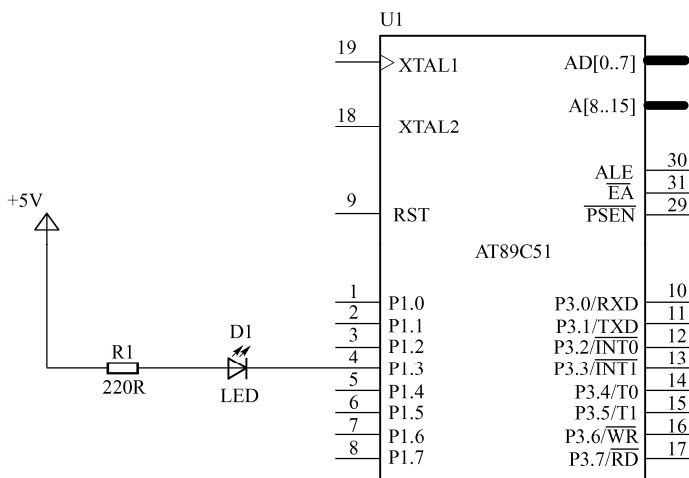 U1
19
XTAL1
AD[0..7]
A[8..15]
18
XTAL2
30
ALE
31
EA
29
PSEN
+5V
9
RST
AT89C51
1
P1.0
P3.0/RXD
10
2
P1.1
P3.1/TXD
11
3
P1.2
P3.2/INT0
12
D1
R1
4
P1.3
P3.3/INT1
13
220R
LED
5
P1.4
P3.4/T0
14
6
P1.5
P3.5/T1
15
7
P1.6
P3.6/WR
16
8
P1.7
P3.7/RD
17